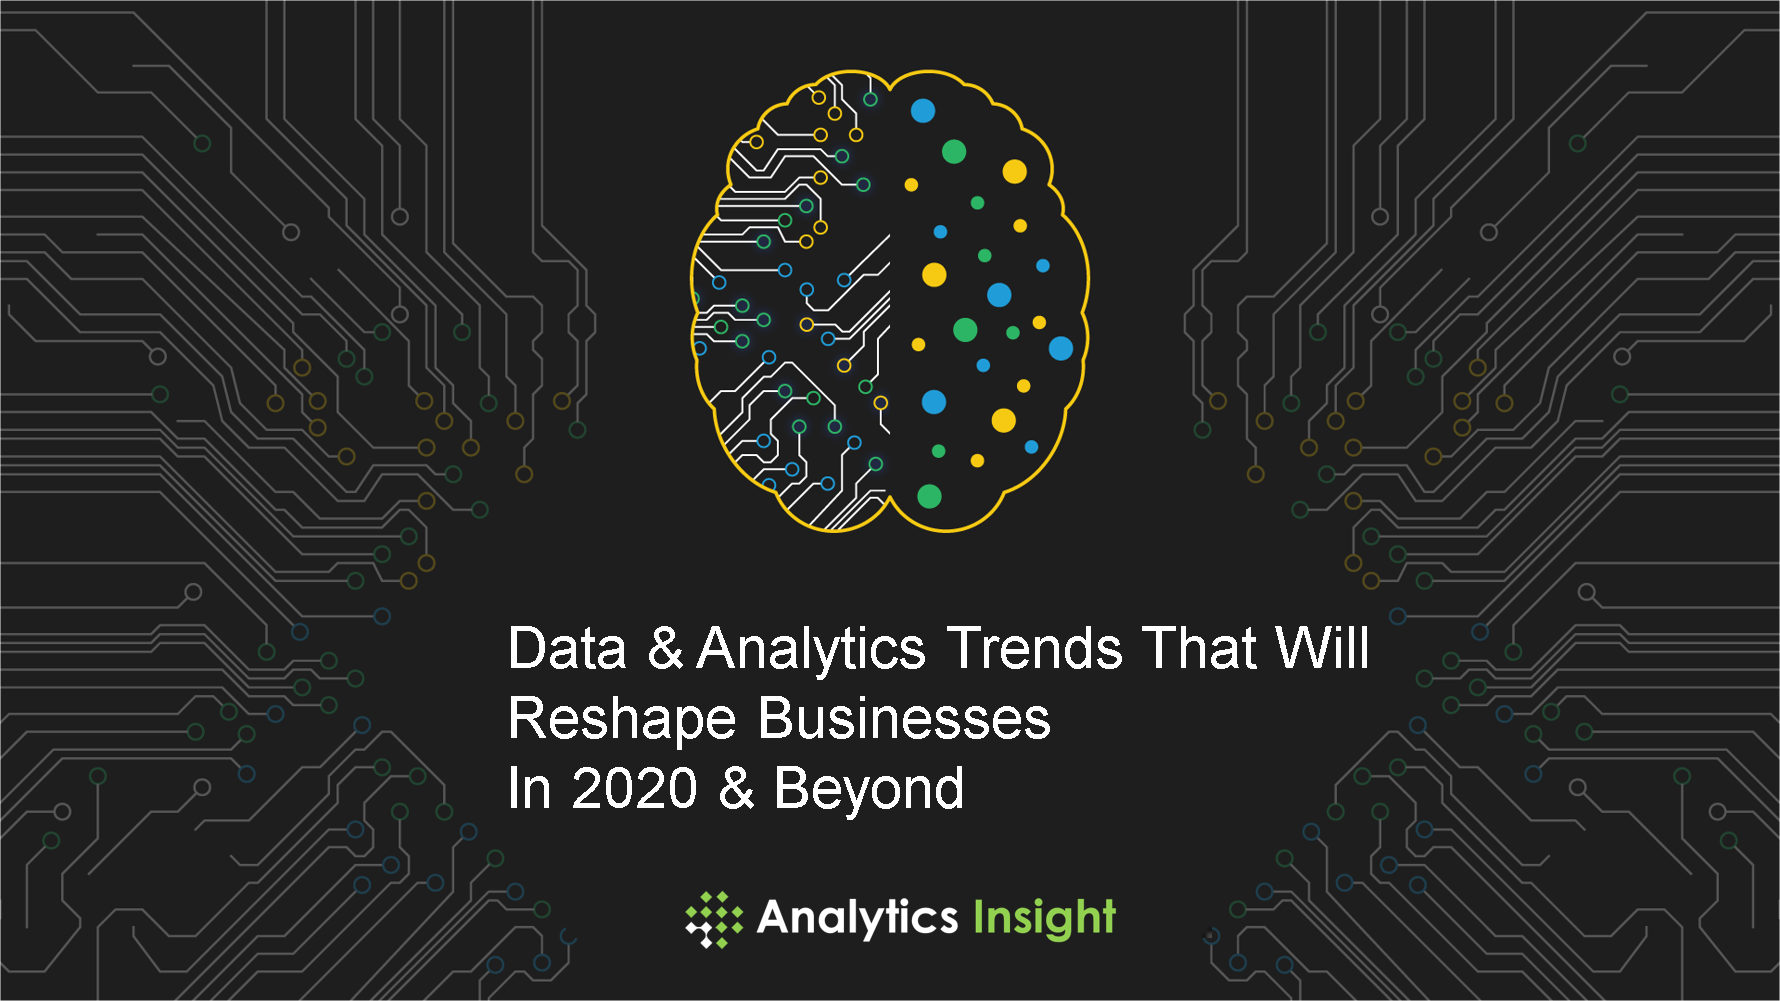 Data & Analytics Trends That Will
Reshape Businesses
In 2020 & Beyond
Analytics Insight